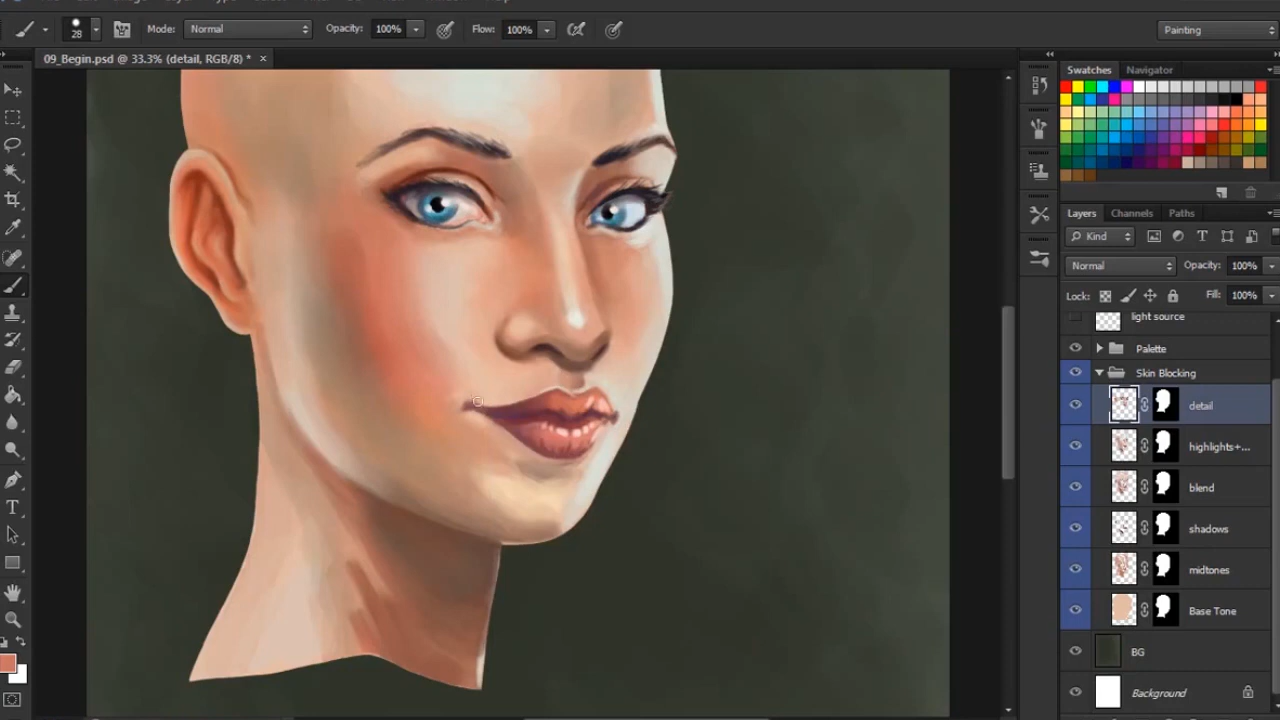 28 Mode: Normal Opacity: 100% Flow: 100% Painting
09_Begin.psd @ 33.3% (detail, RGB/8) * ×
Swatches Navigator
Layers Channels Paths
Kind
Normal Opacity: 100%
Lock: Fill: 100%
light source
Palette
Skin Blocking
detail
highlights+...
blend
shadows
midtones
Base Tone
BG
Background